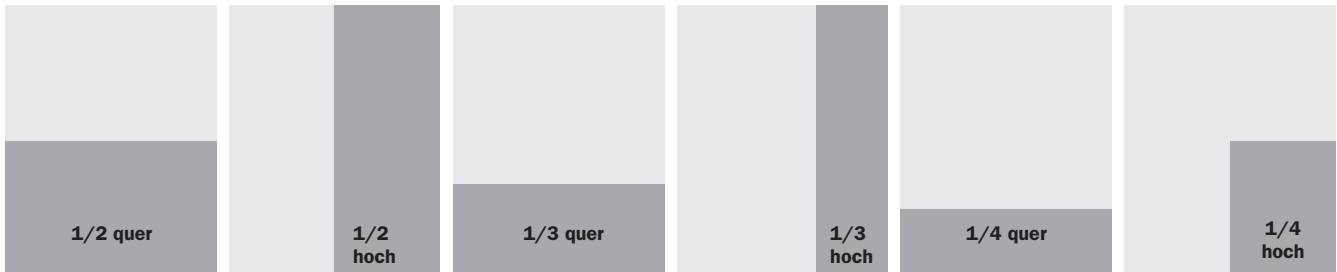 1/2 quer
1/2
hoch
1/3 quer
1/3
hoch
1/4 quer
1/4
hoch